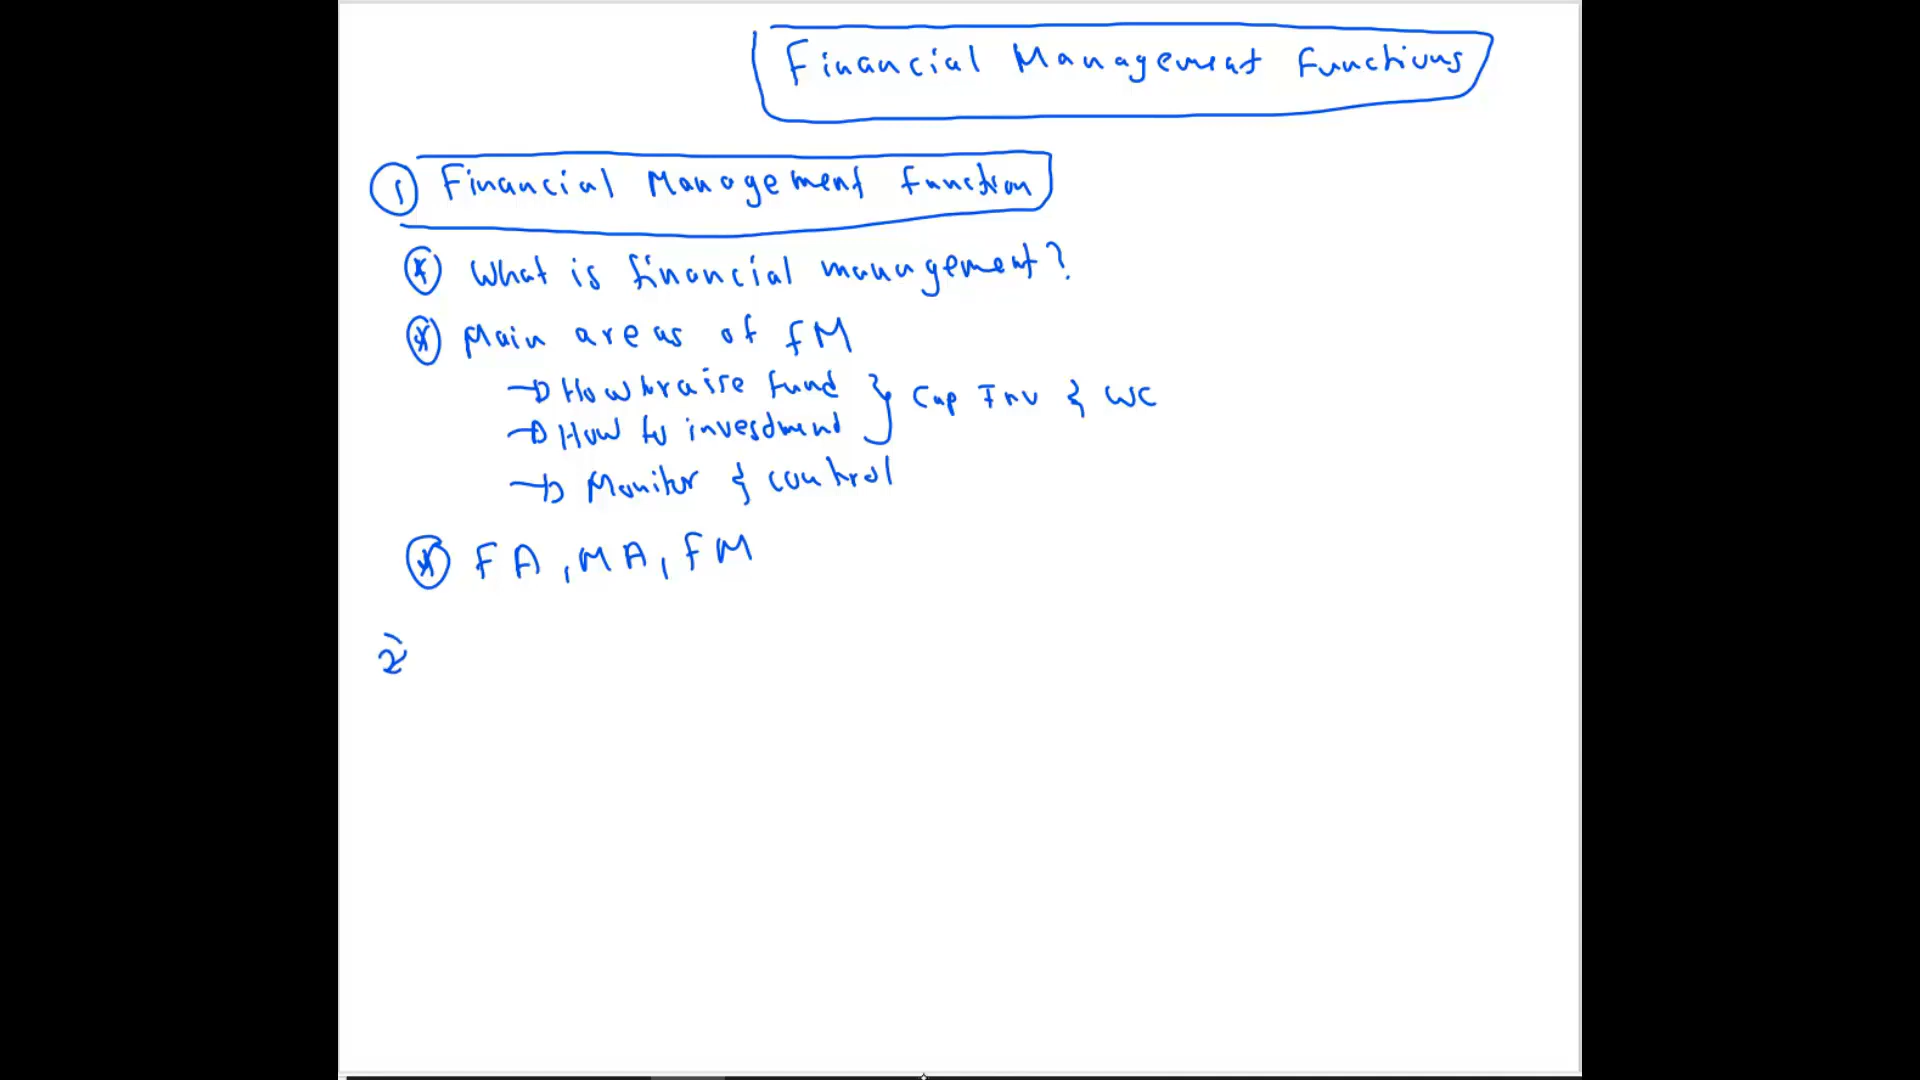 Financial Management Functions
1 Financial Management function
* What is financial management?
* Main areas of FM
→ How to raise fund } Cap Inv & WC
→ How to investment
→ Monitor & control
* FA, MA, FM
2